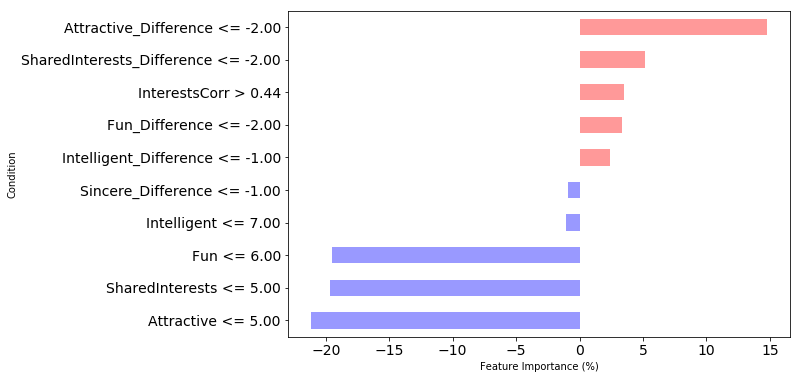 Attractive_Difference <= -2.00
SharedInterests_Difference <= -2.00
InterestsCorr > 0.44
Fun_Difference <= -2.00
Intelligent_Difference <= -1.00
Sincere_Difference <= -1.00
Intelligent <= 7.00
Fun <= 6.00
SharedInterests <= 5.00
Attractive <= 5.00
Condition
−20 −15 −10 −5 0 5 10 15
Feature Importance (%)